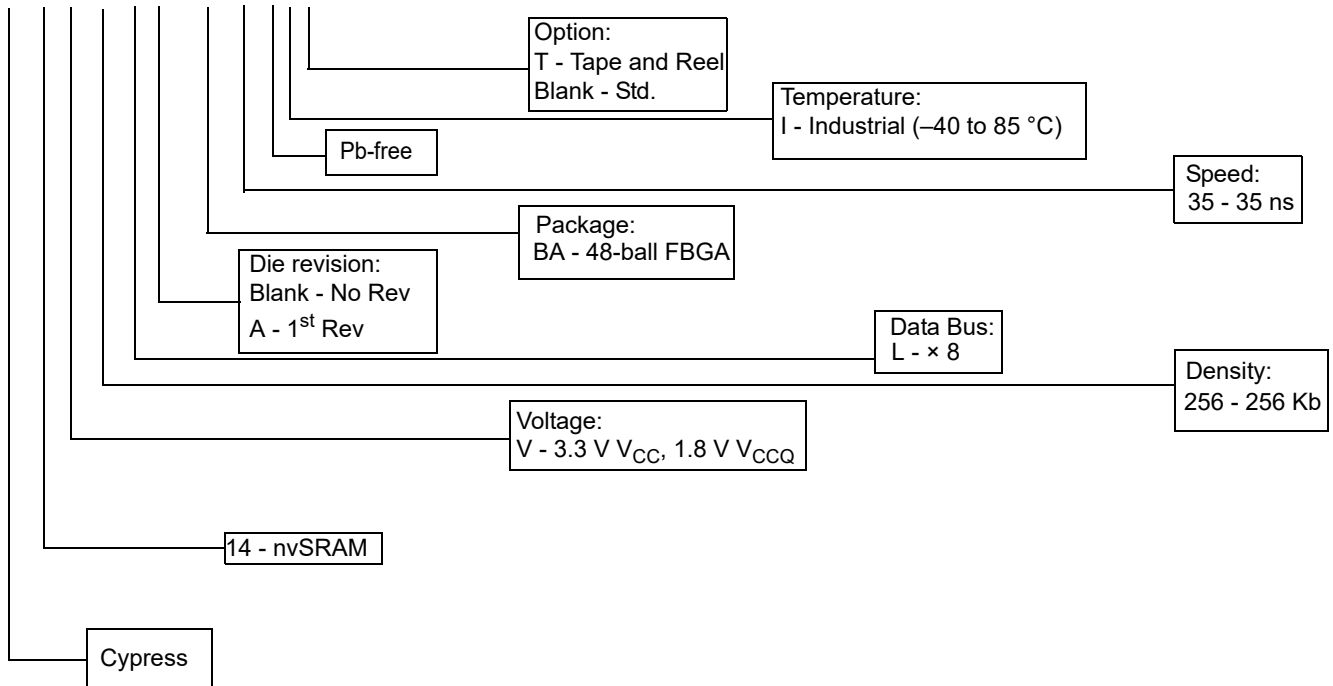 Option:
T - Tape and Reel
Blank - Std.
Temperature:
I - Industrial (–40 to 85 °C)
Pb-free
Speed:
35 - 35 ns
Package:
BA - 48-ball FBGA
Die revision:
Blank - No Rev
A - 1st Rev
Data Bus:
L - × 8
Density:
256 - 256 Kb
Voltage:
V - 3.3 V VCC, 1.8 V VCCQ
14 - nvSRAM
Cypress